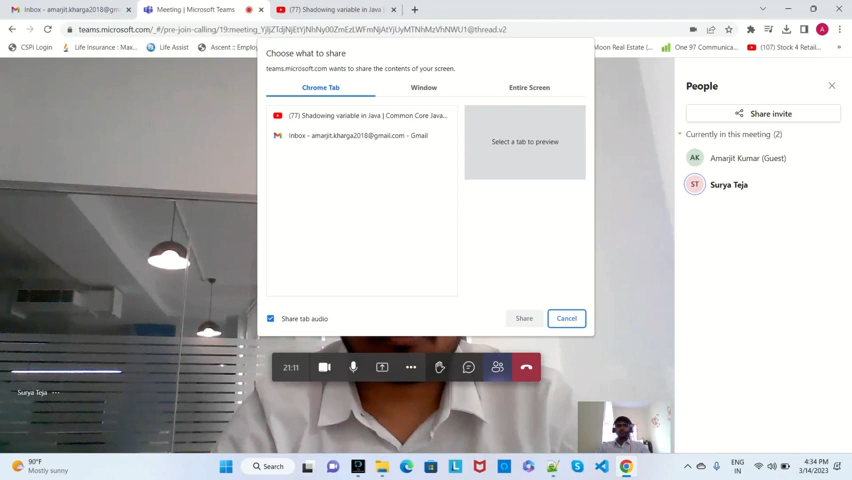 Inbox - amarjit.kharga2018@gm
Meeting | Microsoft Teams
(77) Shadowing variable in Java |
teams.microsoft.com/_#/pre-join-calling/19:meeting_YjljZTdjNjEtYjNhNy00ZmEzLWFmNjAtYjUyMTNhMzVhNWU1@thread.v2
CSPi Login
Life Insurance : Max...
Life Assist
Ascent :: Employ
Moon Real Estate (...
One 97 Communica...
(107) Stock 4 Retail...
Choose what to share
teams.microsoft.com wants to share the contents of your screen.
Chrome Tab
Window
Entire Screen
(77) Shadowing variable in Java | Common Core Java...
Inbox - amarjit.kharga2018@gmail.com - Gmail
Select a tab to preview
Share tab audio
Share
Cancel
People
Share invite
Currently in this meeting (2)
AK
Amarjit Kumar (Guest)
ST
Surya Teja
21:11
Surya Teja
90°F
Mostly sunny
Search
ENG
IN
4:34 PM
3/14/2023